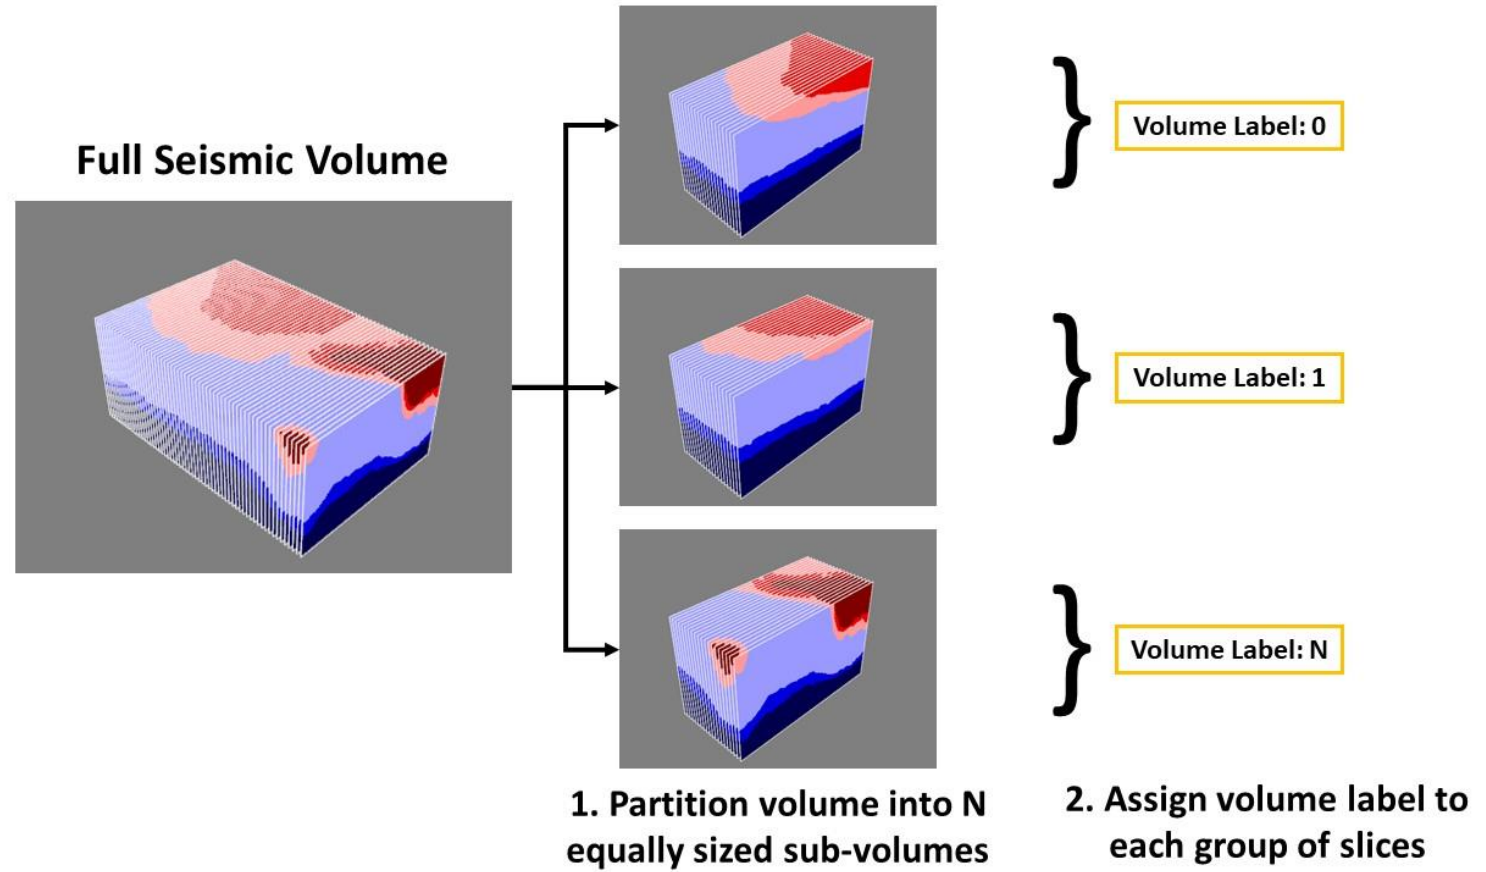 Full Seismic Volume
Volume Label: 0
Volume Label: 1
Volume Label: N
1. Partition volume into N
equally sized sub-volumes
2. Assign volume label to
each group of slices